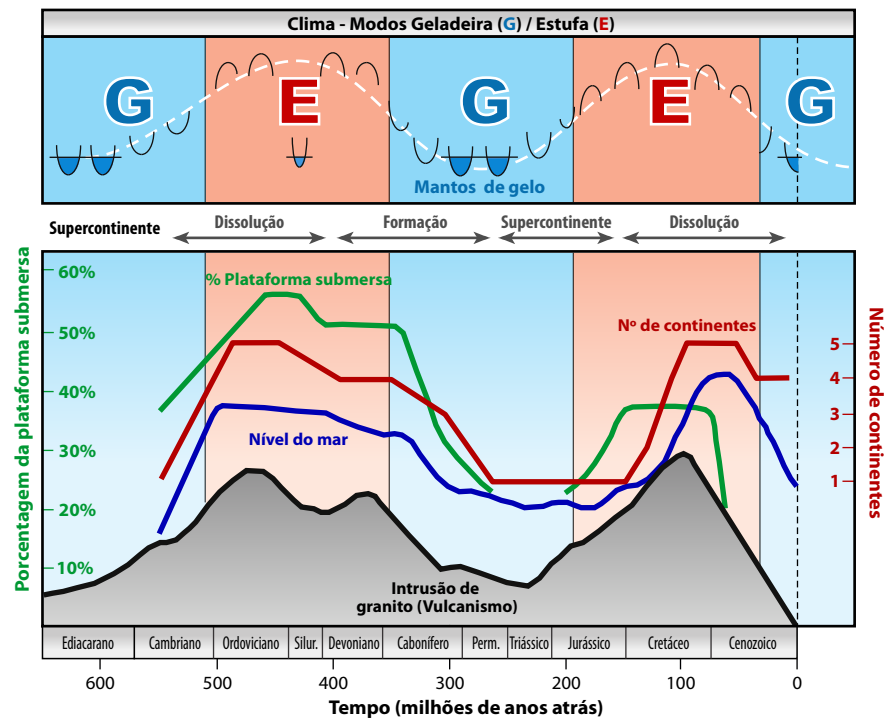 Clima - Modos Geladeira (G) / Estufa (E)
G
E
G
E
G
Mantos de gelo
Supercontinente
Dissolução
Formação
Supercontinente
Dissolução
Porcentagem da plataforma submersa
60%
50%
40%
30%
20%
10%
% Plataforma submersa
Nº de continentes
Nível do mar
Intrusão de
granito (Vulcanismo)
Número de
continentes
5
4
3
2
1
Ediacarano
Cambriano
Ordoviciano
Silur.
Devoniano
Cabonífero
Perm.
Triássico
Jurássico
Cretáceo
Cenozoico
600
500
400
300
200
100
0
Tempo (milhões de anos atrás)